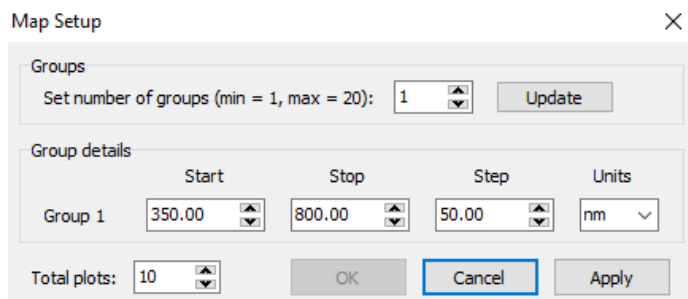 Map Setup
Groups
Set number of groups (min = 1, max = 20): 1 Update
Group details
Start Stop Step Units
Group 1 350.00 800.00 50.00 nm
Total plots: 10 OK Cancel Apply